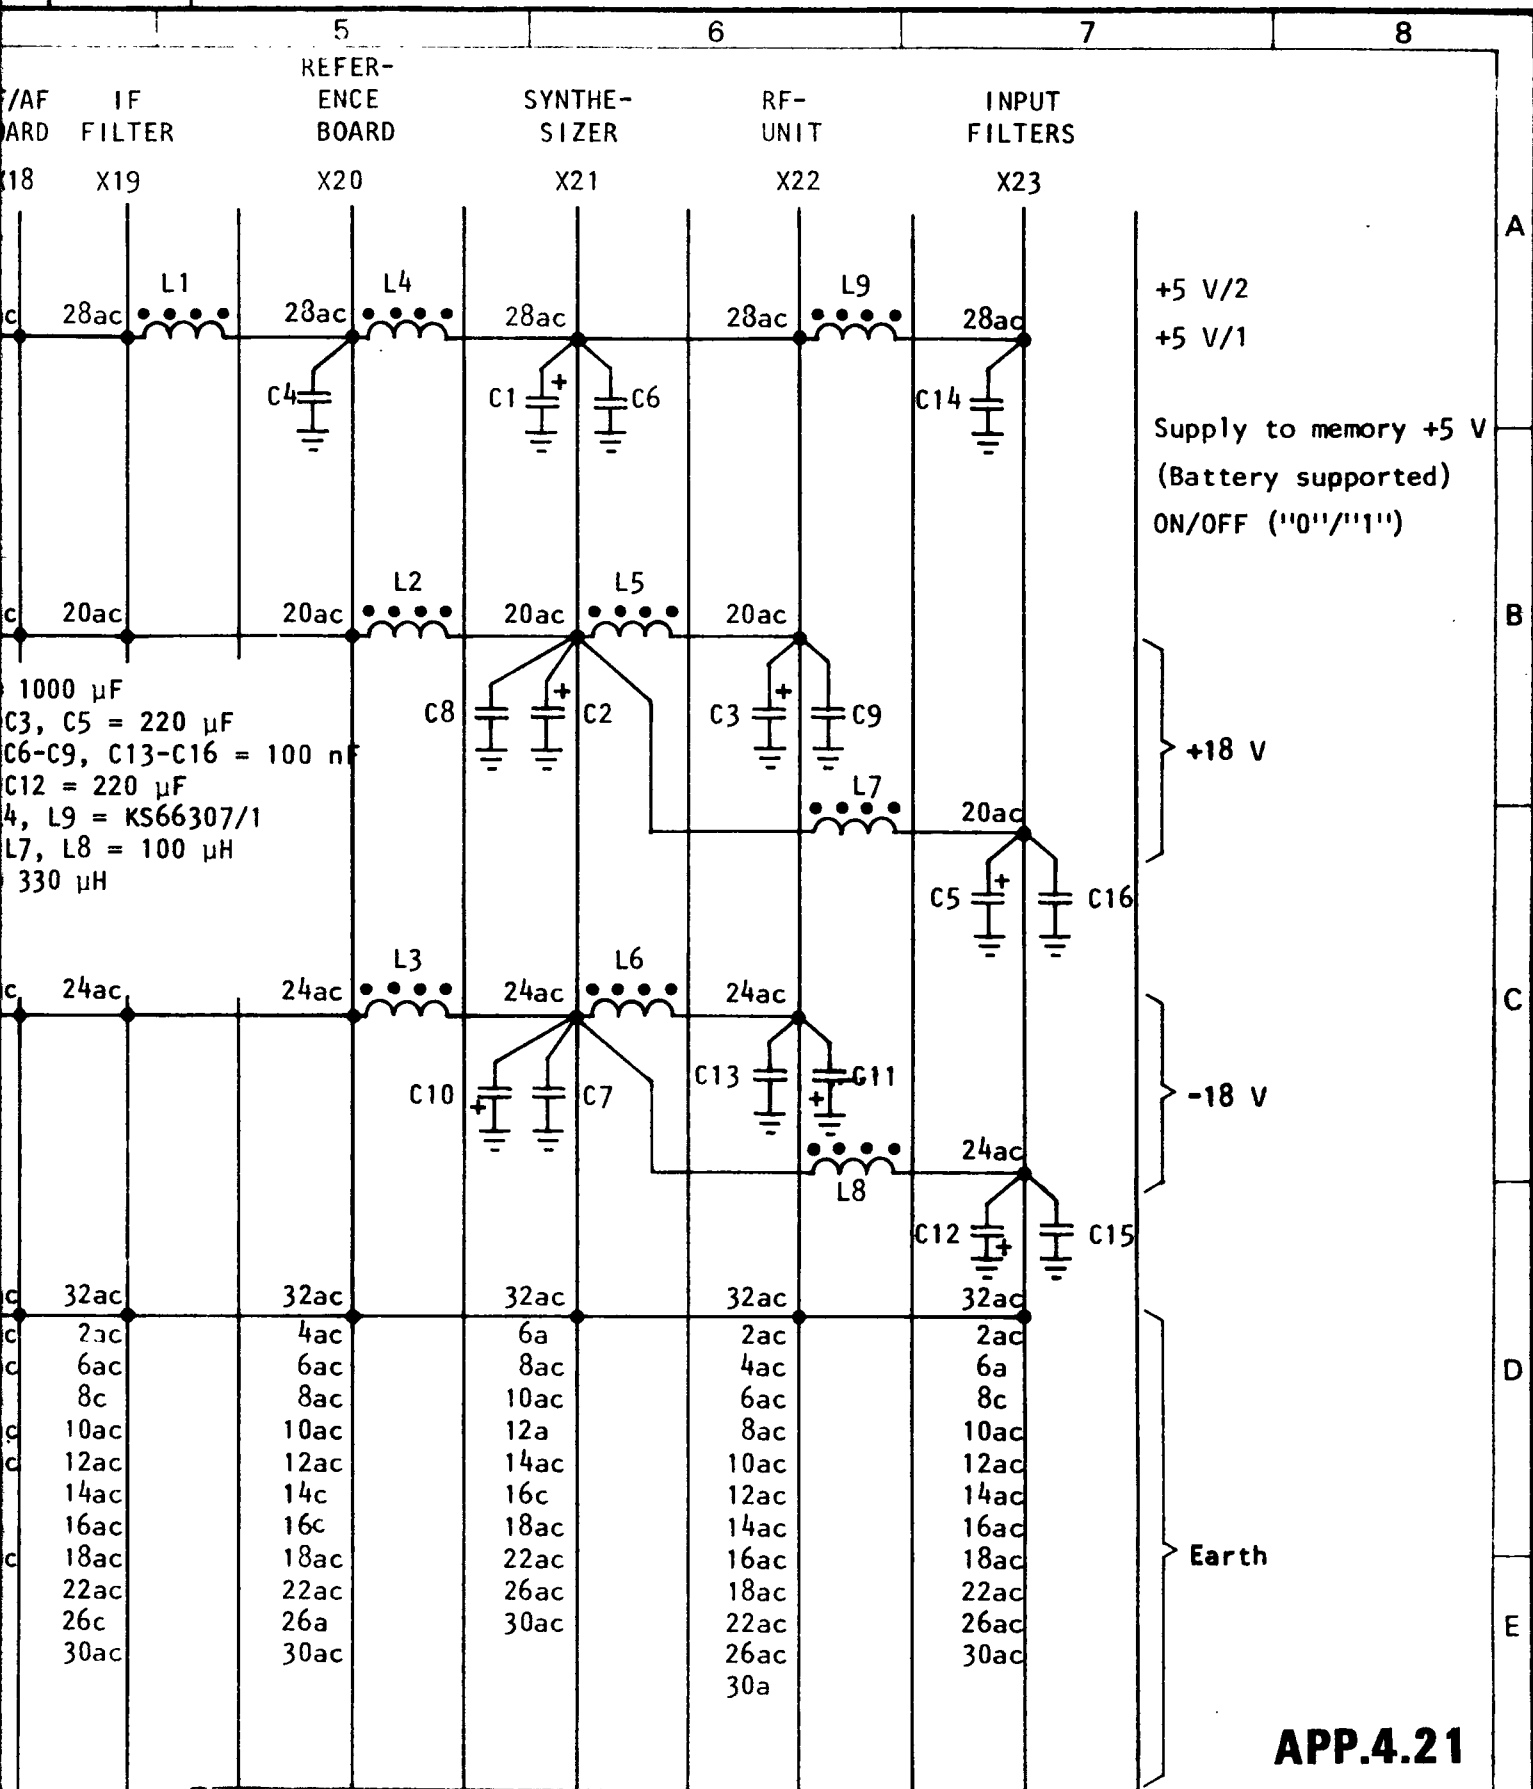 5 6 7 8
/AF IF REFER- SYNTHE- RF- INPUT
ARD FILTER ENCE SIZER UNIT FILTERS
BOARD
X18 X19 X20 X21 X22 X23
A
L1 L4 L9
+5 V/2
28ac 28ac 28ac 28ac 28ac
+5 V/1
C4 C1 + C6 C14
Supply to memory +5 V
(Battery supported)
ON/OFF ("0"/"1")
L2 L5
B
20ac 20ac 20ac 20ac
1000 µF
C3, C5 = 220 µF
C6-C9, C13-C16 = 100 nF
C12 = 220 µF
4, L9 = KS66307/1
L7, L8 = 100 µH
330 µH
C8 + C2 C3 + C9
+18 V
L7
20ac
C5 + C16
L3 L6
C
24ac 24ac 24ac 24ac
C10 + C7 C13 + C11
-18 V
24ac
L8
C12 + C15
32ac 32ac 32ac 32ac 32ac
2ac 4ac 6a 2ac 2ac
6ac 6ac 8ac 4ac 6a
D
8c 8ac 10ac 6ac 8c
10ac 10ac 12a 8ac 10ac
12ac 12ac 14ac 10ac 12ac
14ac 14c 16c 12ac 14ac
16ac 16c 18ac 14ac 16ac
18ac 18ac 22ac 16ac 18ac
Earth
22ac 22ac 26ac 18ac 22ac
26c 26a 30ac 22ac 26ac
E
30ac 30ac 26ac 30ac
30a
APP.4.21